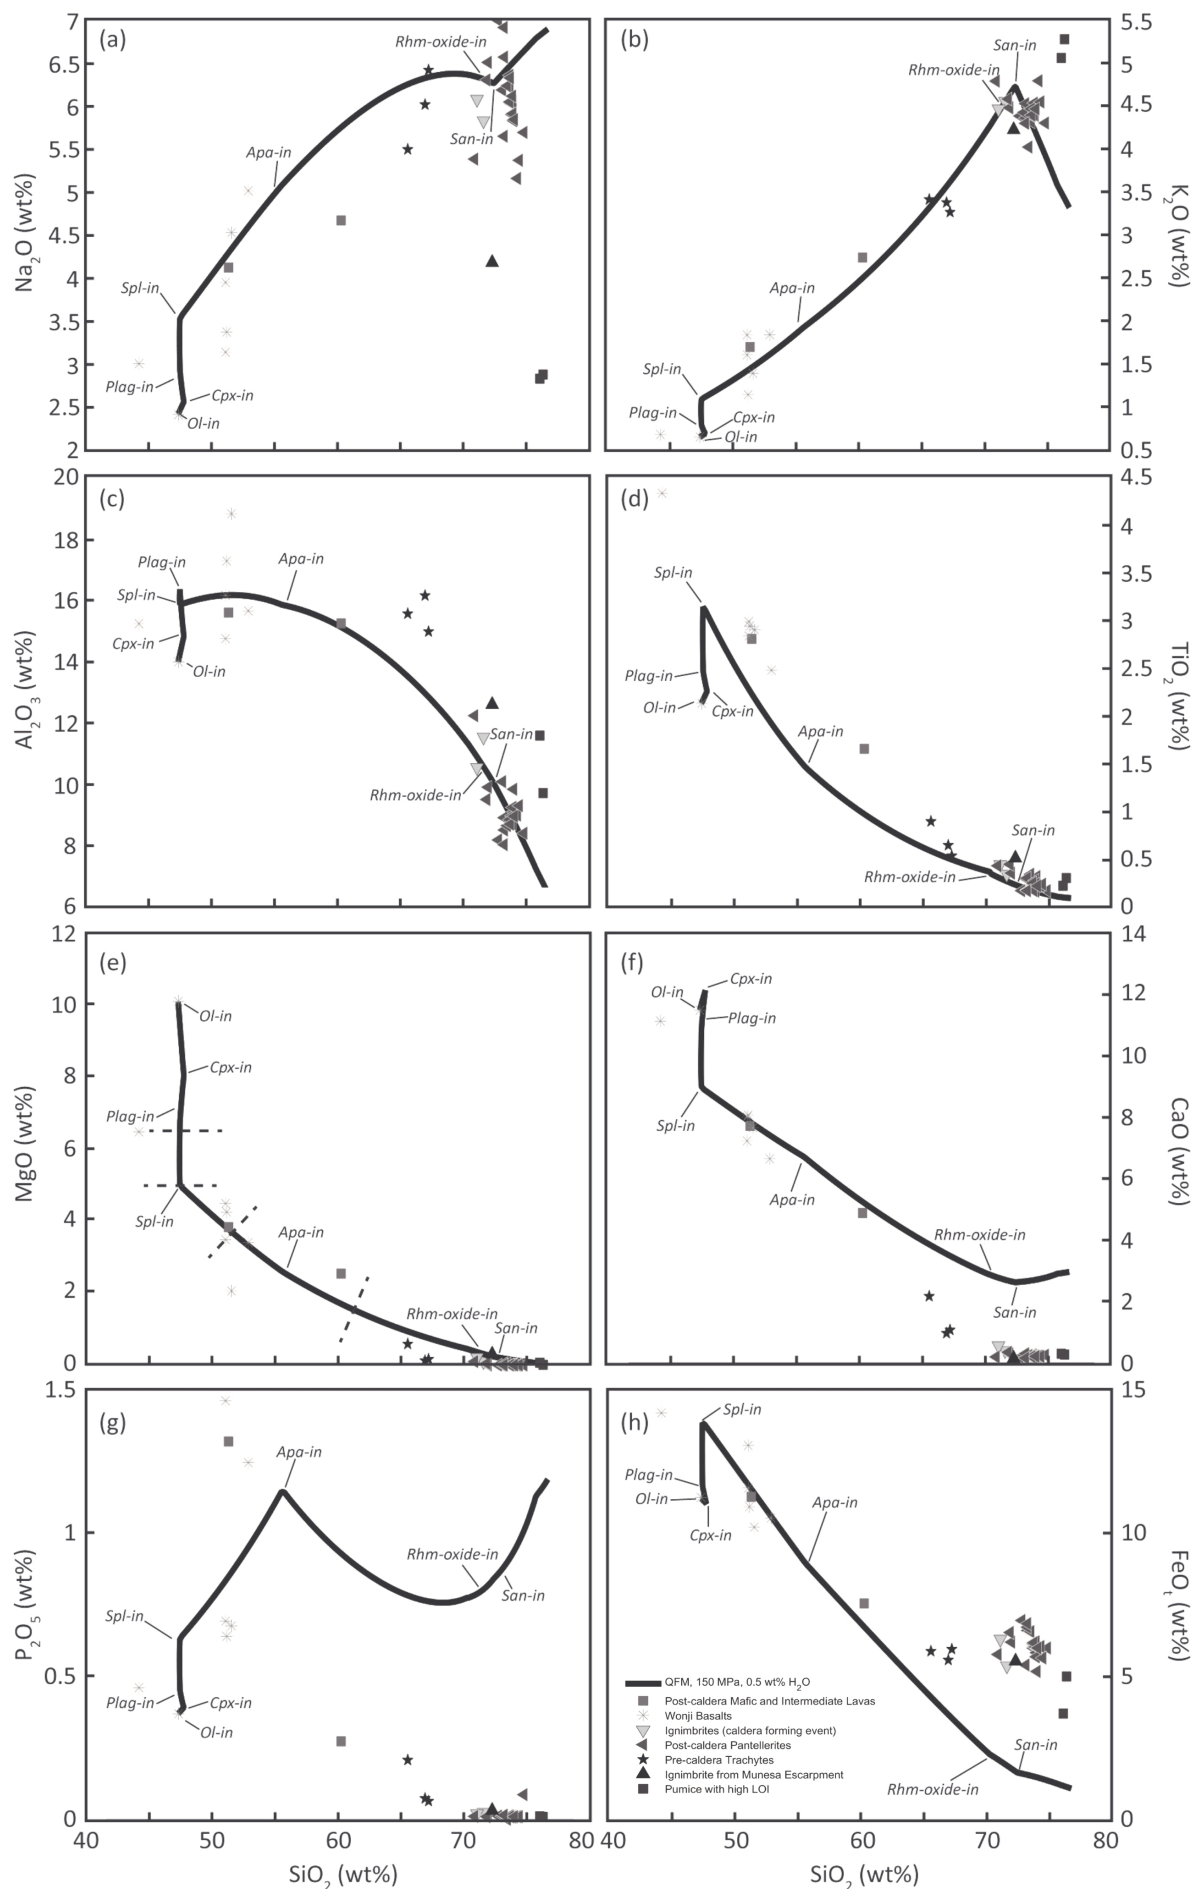 (a)
7
6.5
6
5.5
5
4.5
4
3.5
3
2.5
2
Na2O (wt%)
Rhm-oxide-in
San-in
Apa-in
Spl-in
Plag-in
Cpx-in
Ol-in
(b)
San-in
Rhm-oxide-in
Apa-in
Spl-in
Plag-in
Cpx-in
Ol-in
5.5
5
4.5
4
3.5
3
2.5
2
1.5
1
0.5
K2O (wt%)
(c)
20
18
16
14
12
10
8
6
Al2O3 (wt%)
Plag-in
Apa-in
Spl-in
Cpx-in
Ol-in
San-in
Rhm-oxide-in
(d)
Spl-in
Plag-in
Ol-in
Cpx-in
Apa-in
San-in
Rhm-oxide-in
4.5
4
3.5
3
2.5
2
1.5
1
0.5
0
TiO2 (wt%)
(e)
12
10
8
6
4
2
0
MgO (wt%)
Ol-in
Cpx-in
Plag-in
Spl-in
Apa-in
Rhm-oxide-in
San-in
(f)
Cpx-in
Ol-in
Plag-in
Spl-in
Apa-in
Rhm-oxide-in
San-in
14
12
10
8
6
4
2
0
CaO (wt%)
(g)
1.5
1
0.5
0
P2O5 (wt%)
Apa-in
Rhm-oxide-in
San-in
Spl-in
Plag-in
Cpx-in
Ol-in
40 50 60 70 80
SiO2 (wt%)
(h)
Spl-in
Plag-in
Ol-in
Cpx-in
Apa-in
San-in
Rhm-oxide-in
QFM, 150 MPa, 0.5 wt% H2O
Post-caldera Mafic and Intermediate Lavas
Wonji Basalts
Ignimbrites (caldera forming event)
Post-caldera Pantellerites
Pre-caldera Trachytes
Ignimbrite from Munesa Escarpment
Pumice with high LOI
15
10
5
0
FeOt (wt%)
40 50 60 70 80
SiO2 (wt%)